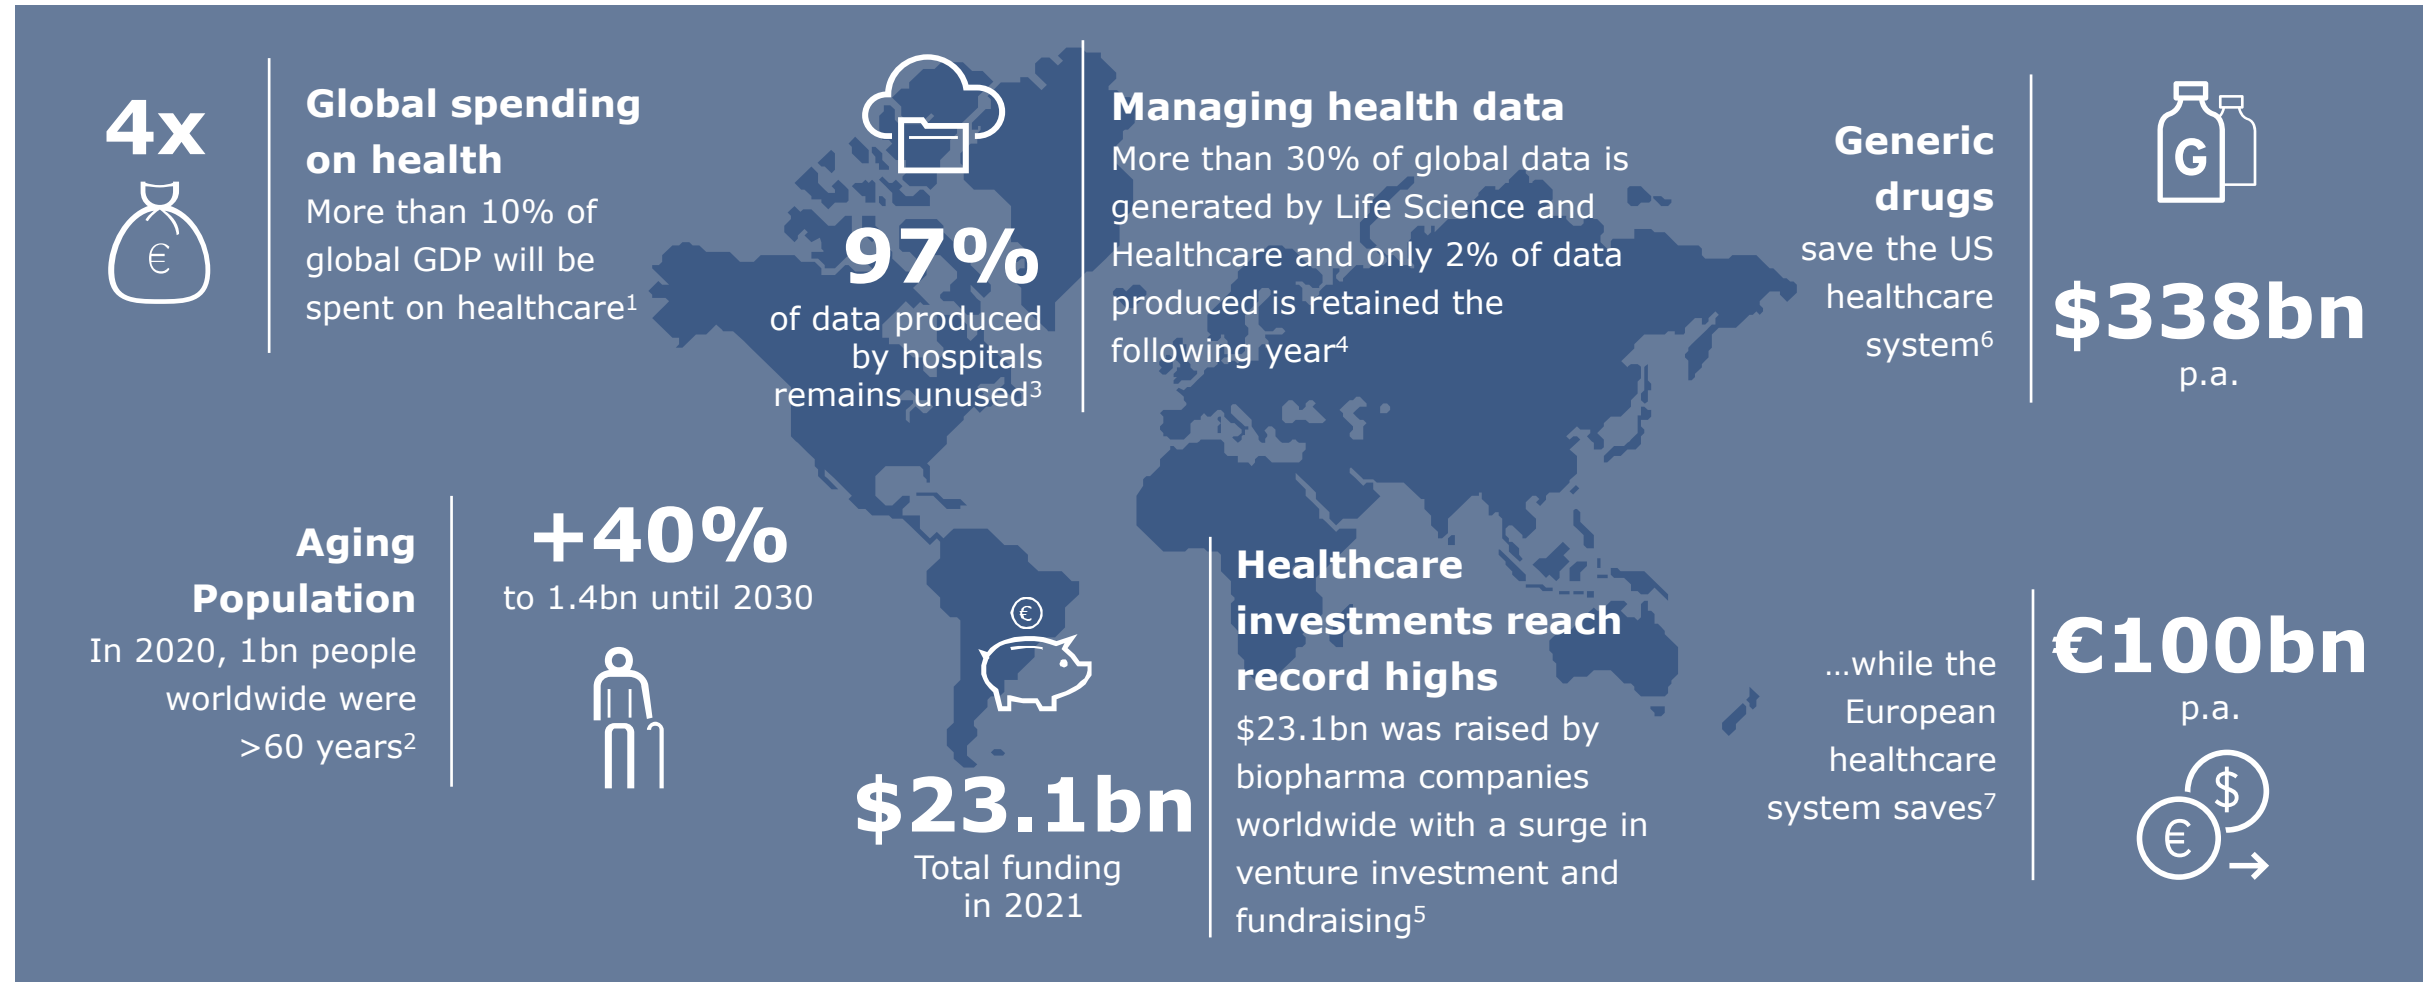 4x
€
Global spending
on health
More than 10% of
global GDP will be
spent on healthcare¹
97%
of data produced
by hospitals
remains unused³
Managing health data
More than 30% of global data is
generated by Life Science and
Healthcare and only 2% of data
produced is retained the
following year⁴
Generic
drugs
save the US
healthcare
system⁶
G
$338bn
p.a.
Aging
Population
In 2020, 1bn people
worldwide were
>60 years²
+40%
to 1.4bn until 2030
€
$23.1bn
Total funding
in 2021
Healthcare
investments reach
record highs
$23.1bn was raised by
biopharma companies
worldwide with a surge in
venture investment and
fundraising⁵
...while the
European
healthcare
system saves⁷
€100bn
p.a.
$
€